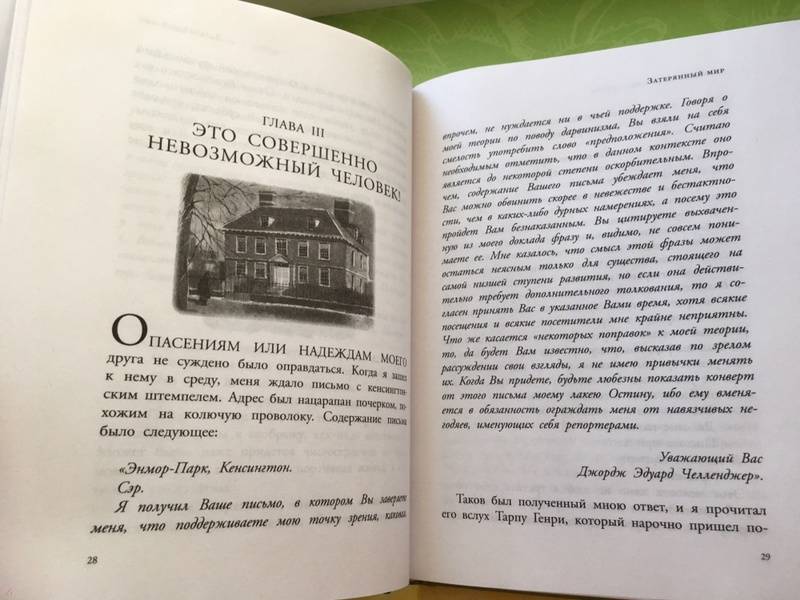 ГЛАВА III
ЭТО СОВЕРШЕННО
НЕВОЗМОЖНЫЙ ЧЕЛОВЕК!
ОПАСЕНИЯМ ИЛИ НАДЕЖДАМ МОЕГО
друга не суждено было оправдаться. Когда я зашел
к нему в среду, меня ждало письмо с кенсингтон-
ским штемпелем. Адрес был нацарапан почерком, по-
хожим на колючую проволоку. Содержание письма
было следующее:
«Энмор-Парк, Кенсингтон.
Сэр.
Я получил Ваше письмо, в котором Вы заверяете
меня, что поддерживаете мою точку зрения, каковая,
28
Затерянный мир
впрочем, не нуждается ни в чьей поддержке. Говоря о
моей теории по поводу дарвинизма, Вы взяли на себя
смелость употребить слово «предположения». Считаю
необходимым отметить, что в данном контексте оно
является до некоторой степени оскорбительным. Впро-
чем, содержание Вашего письма убеждает меня, что
Вас можно обвинить скорее в невежестве и бестактно-
сти, чем в каких-либо дурных намерениях, а посему это
пройдет Вам безнаказанным. Вы цитируете выхвачен-
ную из моего доклада фразу и, видимо, не совсем пони-
маете ее. Мне казалось, что смысл этой фразы может
остаться неясным только для существа, стоящего на
самой низшей ступени развития, но если она действи-
тельно требует дополнительного толкования, то я со-
гласен принять Вас в указанное Вами время, хотя всякие
посещения и всякие посетители мне крайне неприятны.
Что же касается «некоторых поправок» к моей теории,
то, да будет Вам известно, что, высказав по зрелом
рассуждении свои взгляды, я не имею привычки менять
их. Когда Вы придете, будьте любезны показать конверт
от этого письма моему лакею Остину, ибо ему вменя-
ется в обязанность ограждать меня от навязчивых не-
годяев, именующих себя репортерами.
Уважающий Вас
Джордж Эдуард Челленджер».
Таков был полученный мною ответ, и я прочитал
его вслух Тарпу Генри, который нарочно пришел по-
29